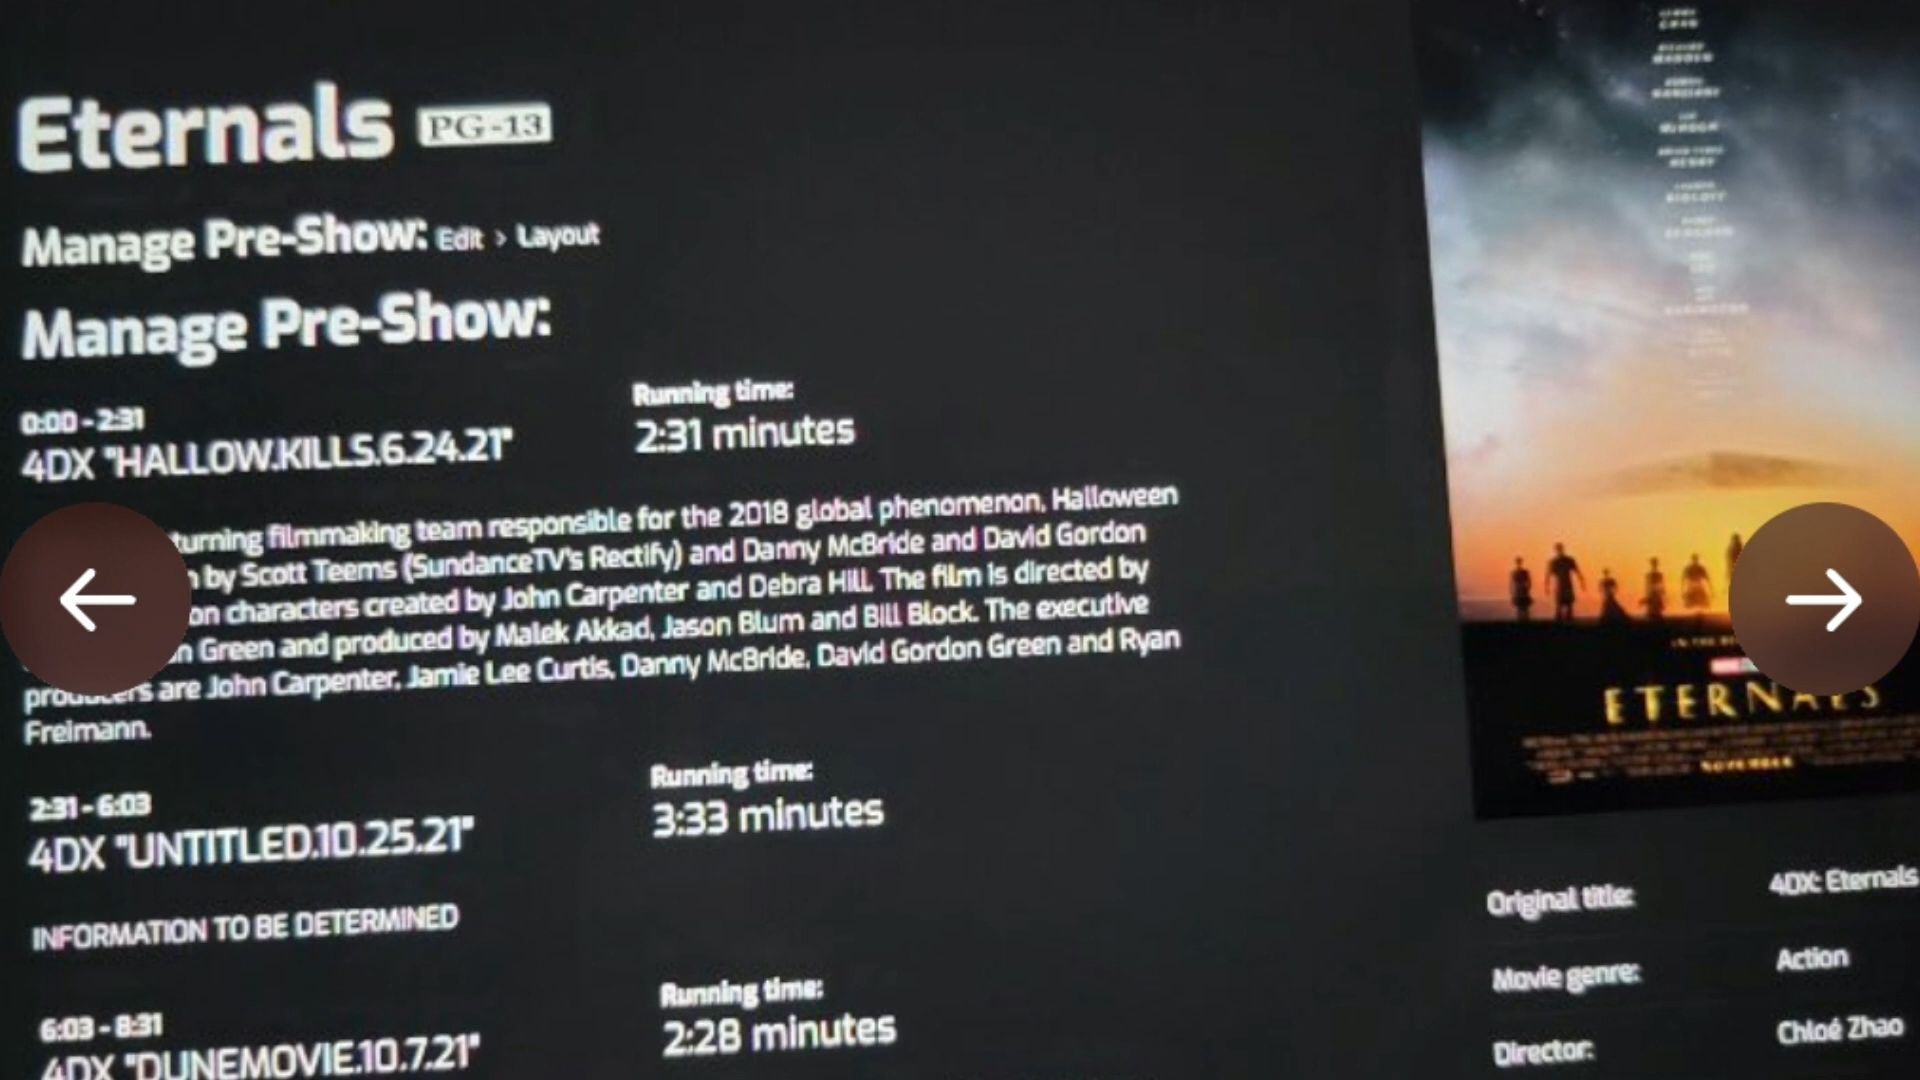 Eternals PG-13
Manage Pre-Show: Edit > Layout
Manage Pre-Show:
0:00 - 2:31
4DX "HALLOW.KILLS.6.24.21"
Running time:
2:31 minutes
turning filmmaking team responsible for the 2018 global phenomenon, Halloween
by Scott Teems (SundanceTV's Rectify) and Danny McBride and David Gordon
on characters created by John Carpenter and Debra Hill. The film is directed by
n Green and produced by Malek Akkad, Jason Blum and Bill Block. The executive
producers are John Carpenter, Jamie Lee Curtis, Danny McBride, David Gordon Green and Ryan
Freimann.
2:31 - 6:03
4DX "UNTITLED.10.25.21"
Running time:
3:33 minutes
INFORMATION TO BE DETERMINED
6:03 - 8:31
4DX "DUNEMOVIE.10.7.21"
Running time:
2:28 minutes
ETERNALS
NOVEMBER
Original title: 4DX: Eternals
Movie genre: Action
Director: Chloé Zhao